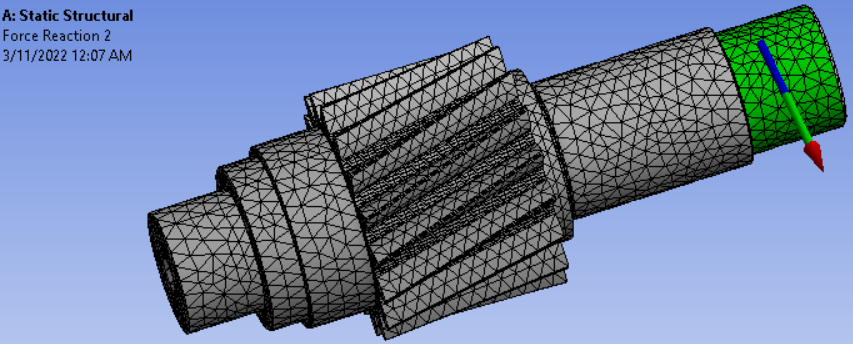 A: Static Structural
Force Reaction 2
3/11/2022 12:07 AM